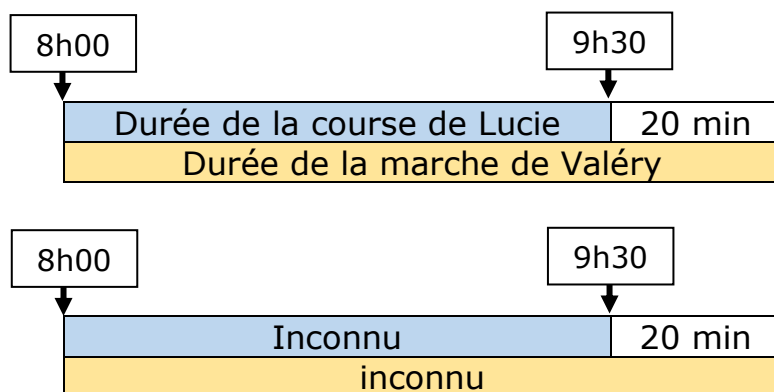 8h00 9h30
Durée de la course de Lucie 20 min
Durée de la marche de Valéry
8h00 9h30
Inconnu 20 min
inconnu